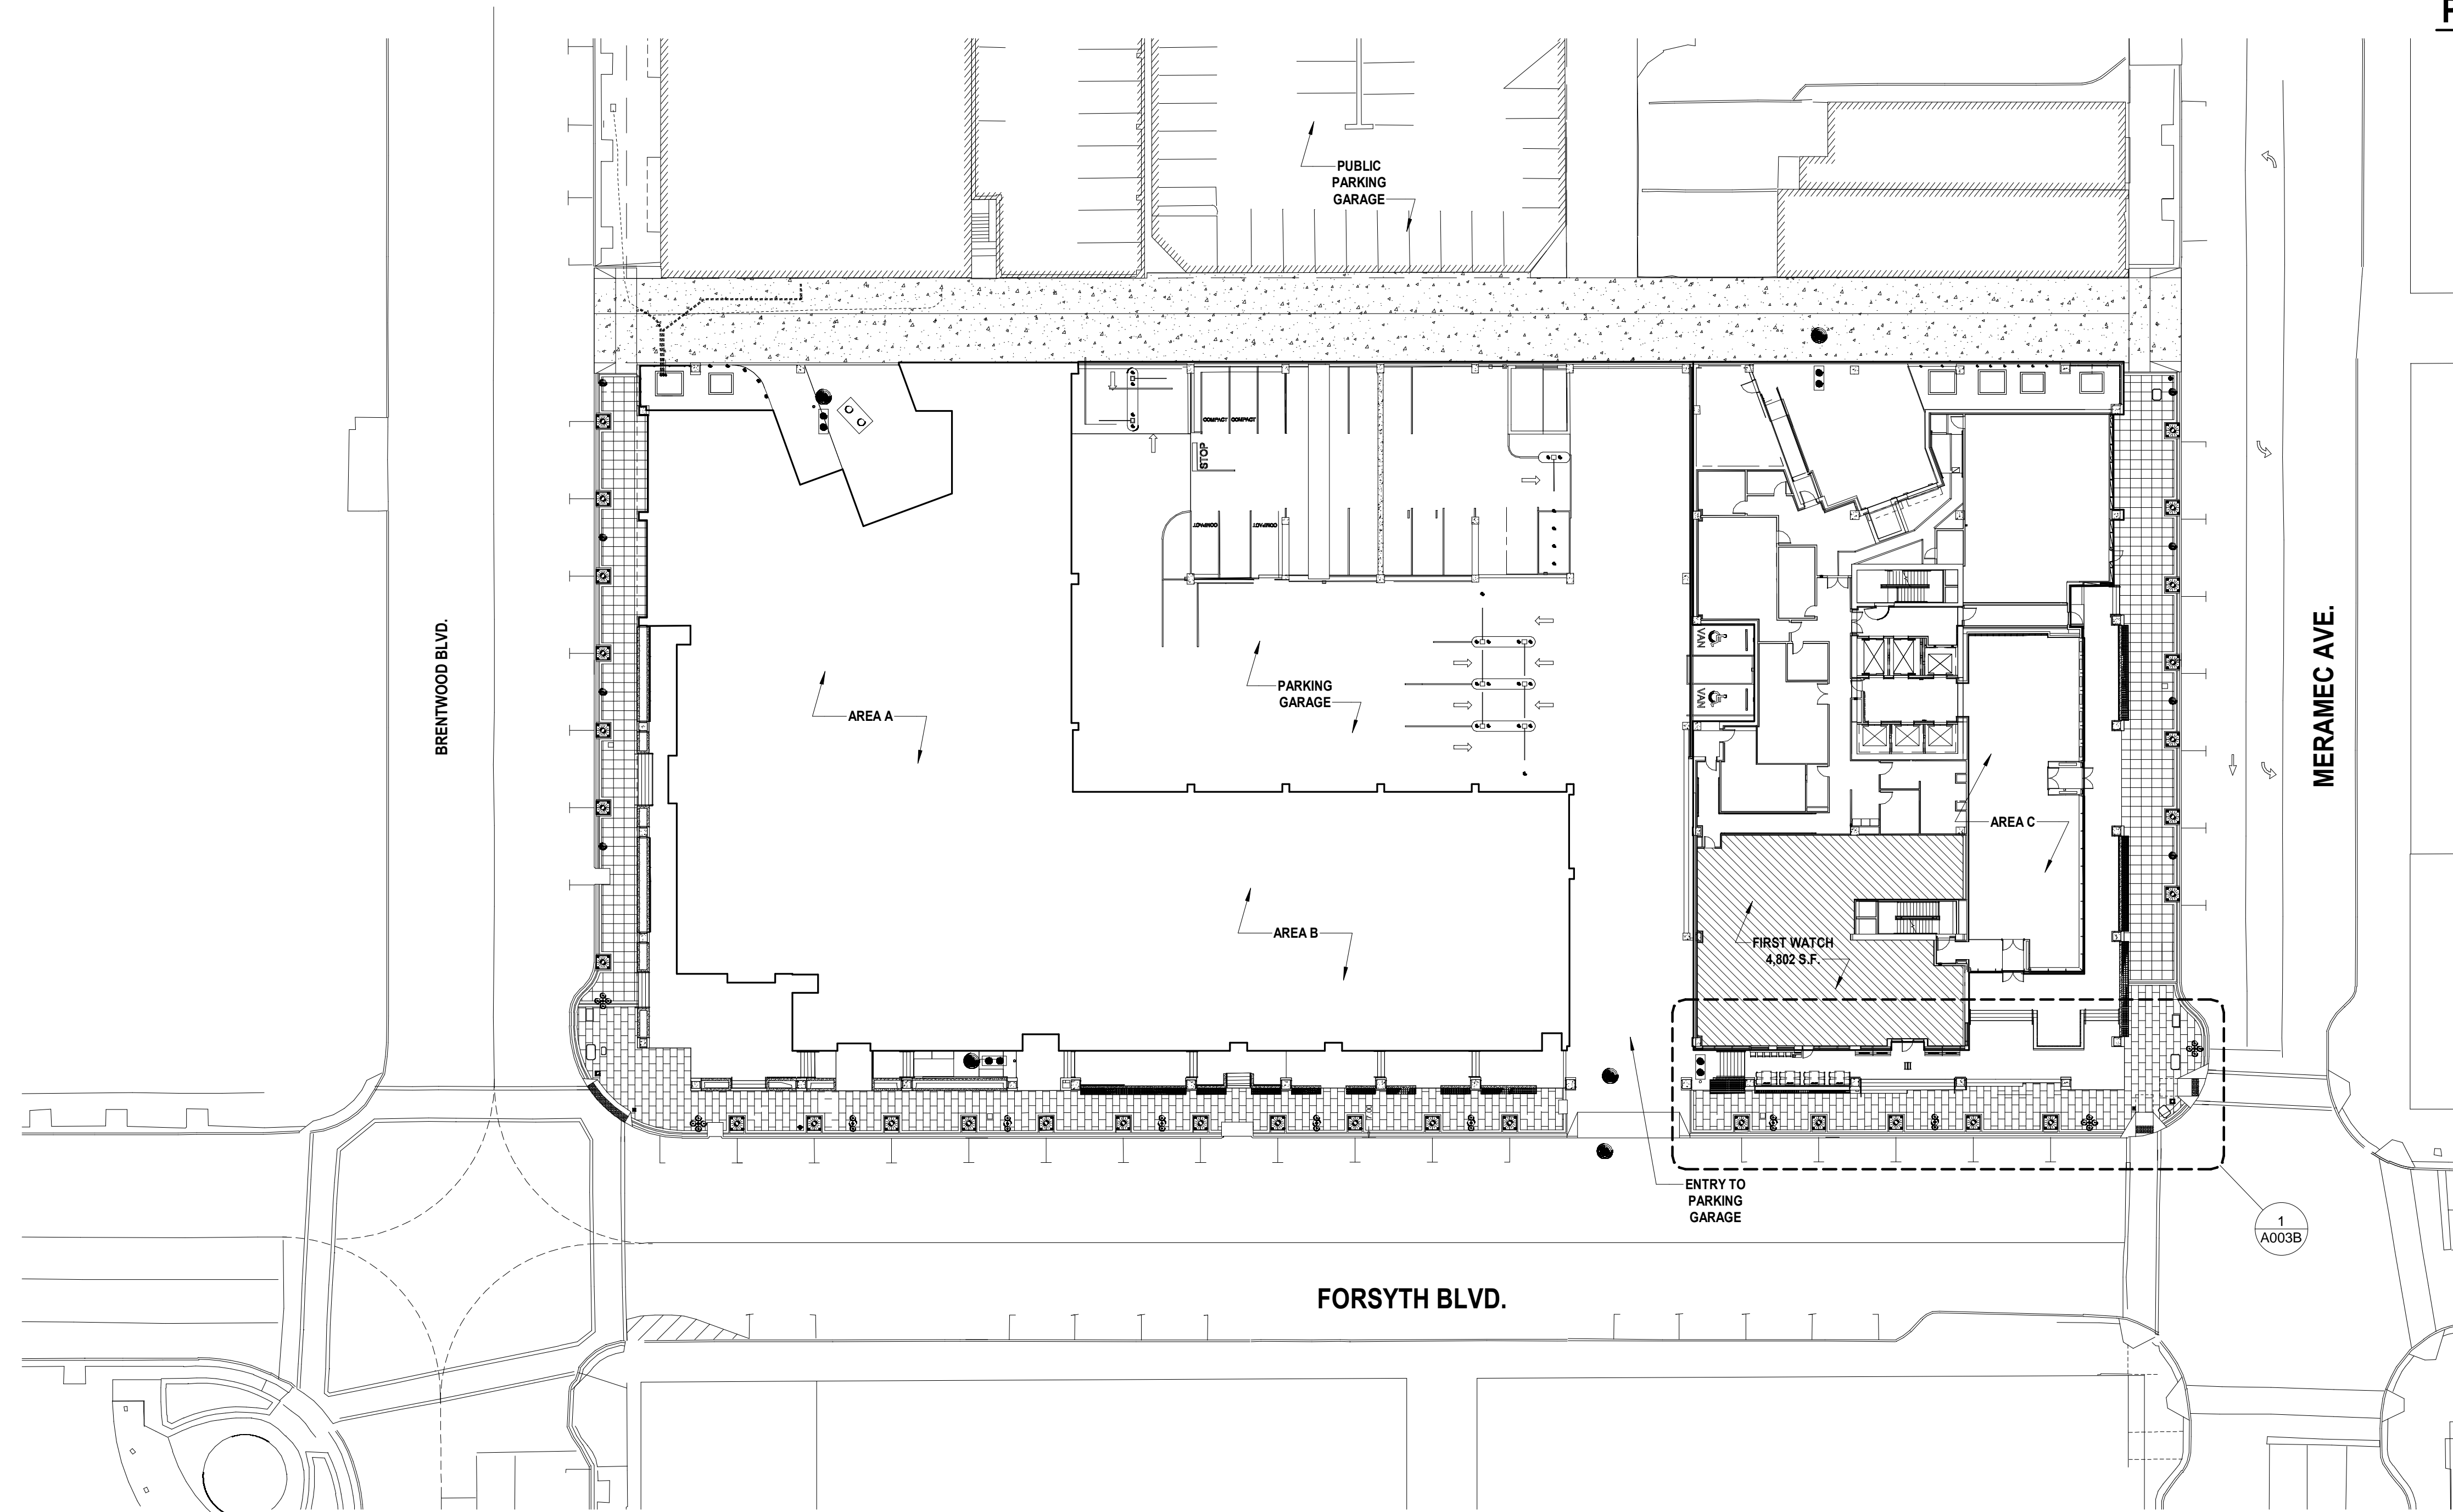 PUBLIC
PARKING
GARAGE
COMPACT
COMPACT
STOP
COMPACT
COMPACT
VAN
VAN
BRENTWOOD BLVD.
MERAMEC AVE.
PARKING
GARAGE
AREA A
AREA C
AREA B
FIRST WATCH
4,802 S.F.
ENTRY TO
PARKING
GARAGE
1
A003B
FORSYTH BLVD.